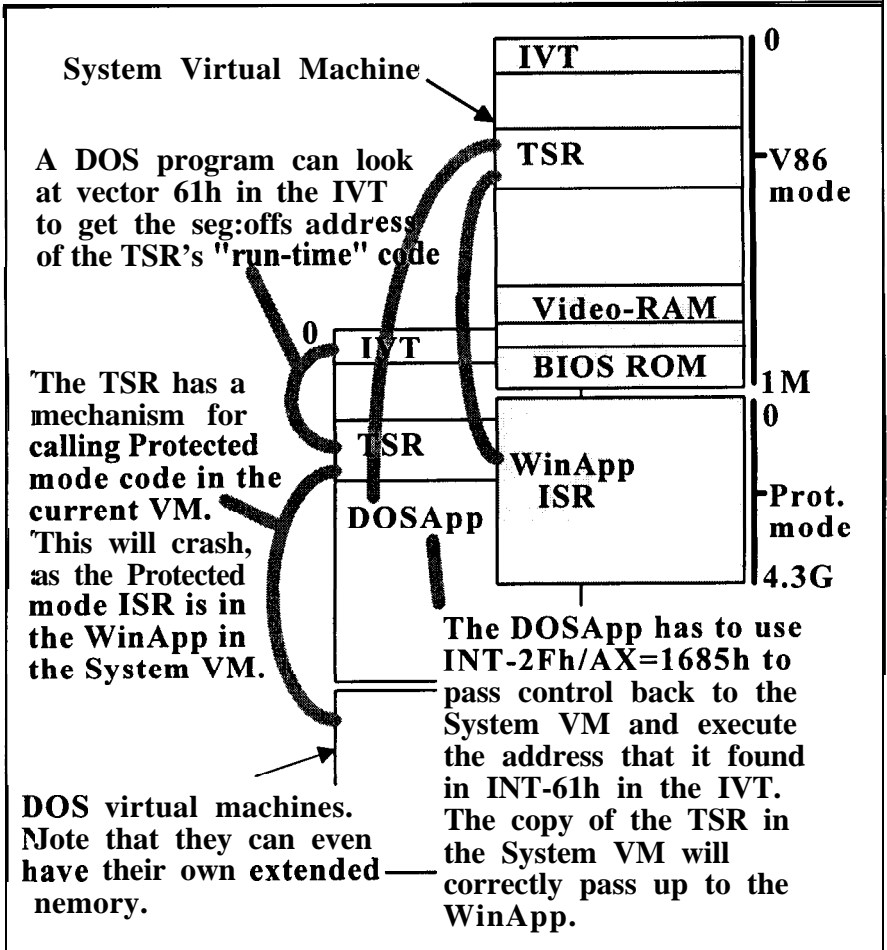 System Virtual Machine
0
IVT
TSR
V86
mode
Video-RAM
BIOS ROM
1M
A DOS program can look
at vector 61h in the IVT
to get the seg:offs address
of the TSR's "run-time" code
0
IVT
TSR
DOSApp
The TSR has a
mechanism for
calling Protected
mode code in the
current VM.
This will crash,
as the Protected
mode ISR is in
the WinApp in
the System VM.
0
WinApp
ISR
Prot.
mode
4.3G
The DOSApp has to use
INT-2Fh/AX=1685h to
pass control back to the
System VM and execute
the address that it found
in INT-61h in the IVT.
The copy of the TSR in
the System VM will
correctly pass up to the
WinApp.
DOS virtual machines.
Note that they can even
have their own extended
nemory.